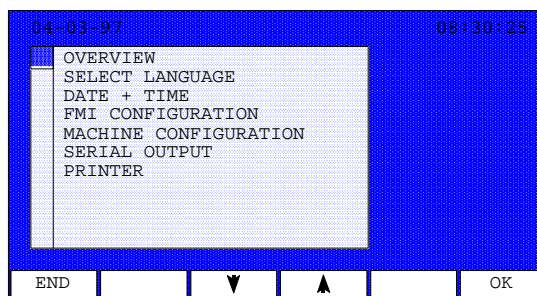 04-03-97 08:30:25
OVERVIEW
SELECT LANGUAGE
DATE + TIME
FMI CONFIGURATION
MACHINE CONFIGURATION
SERIAL OUTPUT
PRINTER
END OK